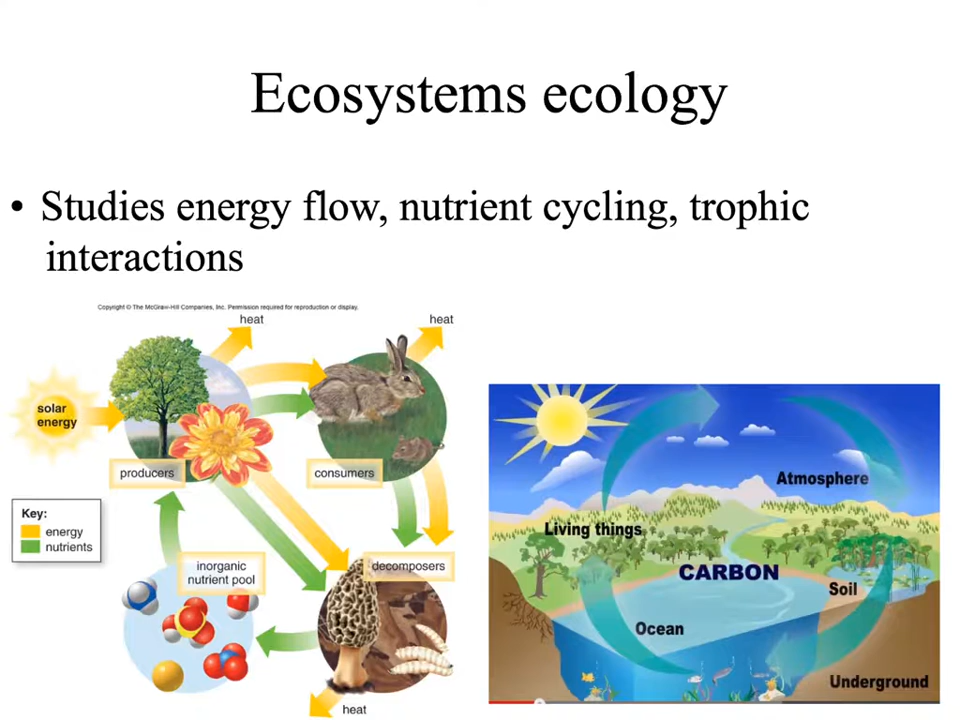 Ecosystems ecology
• Studies energy flow, nutrient cycling, trophic
interactions
Copyright © The McGraw-Hill Companies, Inc. Permission required for reproduction or display.
heat
heat
solar
energy
producers
consumers
Key:
energy
nutrients
inorganic
nutrient pool
decomposers
heat
Atmosphere
Living things
CARBON
Soil
Ocean
Underground